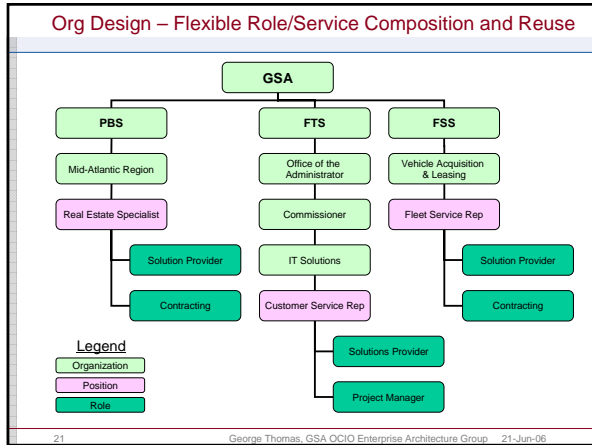 Org Design – Flexible Role/Service Composition and Reuse
GSA
PBS
FTS
FSS
Mid-Atlantic Region
Office of the
Administrator
Vehicle Acquisition
& Leasing
Real Estate Specialist
Commissioner
Fleet Service Rep
Solution Provider
IT Solutions
Solution Provider
Contracting
Customer Service Rep
Contracting
Legend
Organization
Position
Role
Solutions Provider
Project Manager
21
George Thomas, GSA OCIO Enterprise Architecture Group
21-Jun-06